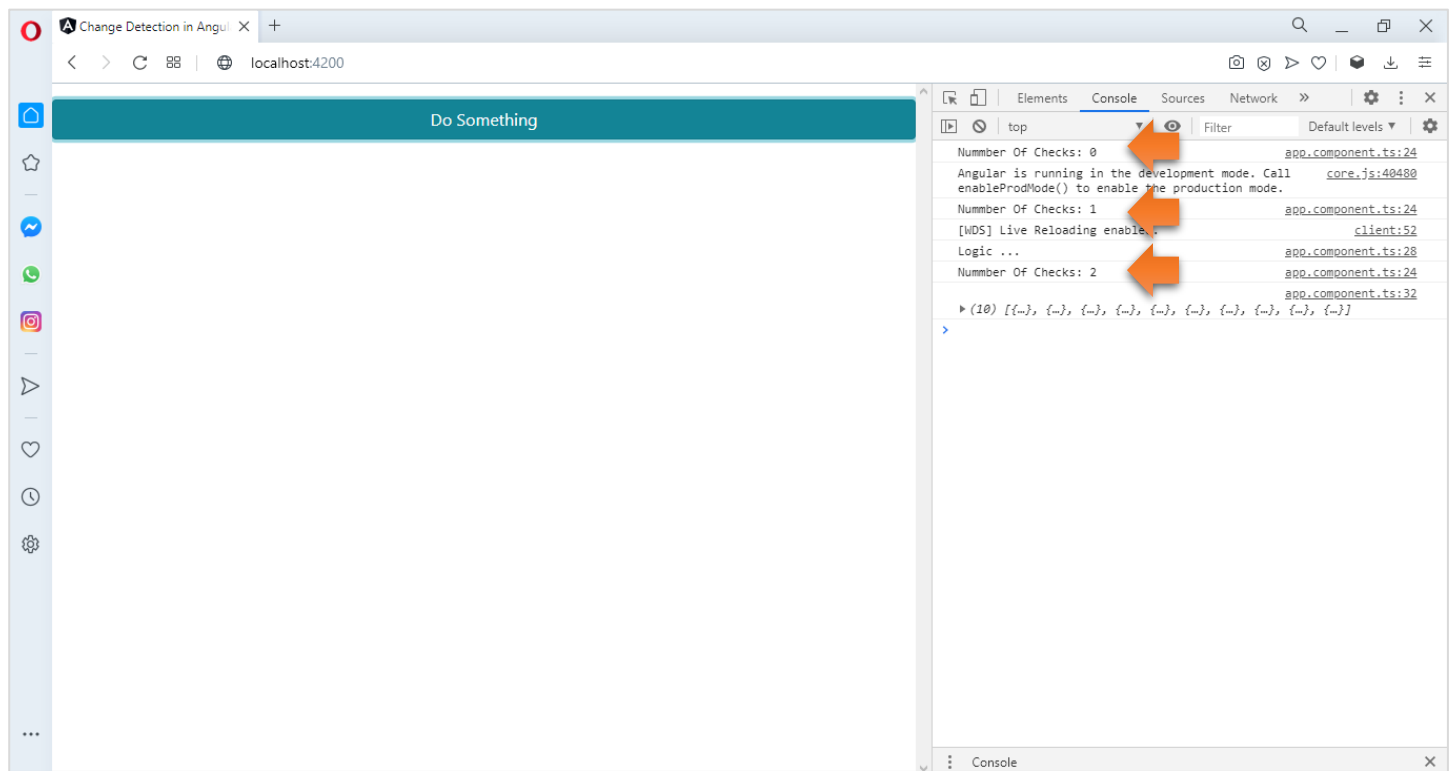 Change Detection in Angul
localhost:4200
Do Something
Elements Console Sources Network
top Filter Default levels
Nummber Of Checks: 0 app.component.ts:24
Angular is running in the development mode. Call core.js:40480
enableProdMode() to enable the production mode.
Nummber Of Checks: 1 app.component.ts:24
[WDS] Live Reloading enabled. client:52
Logic ... app.component.ts:28
Nummber Of Checks: 2 app.component.ts:24
app.component.ts:32
(10) [{…}, {…}, {…}, {…}, {…}, {…}, {…}, {…}, {…}, {…}]
Console